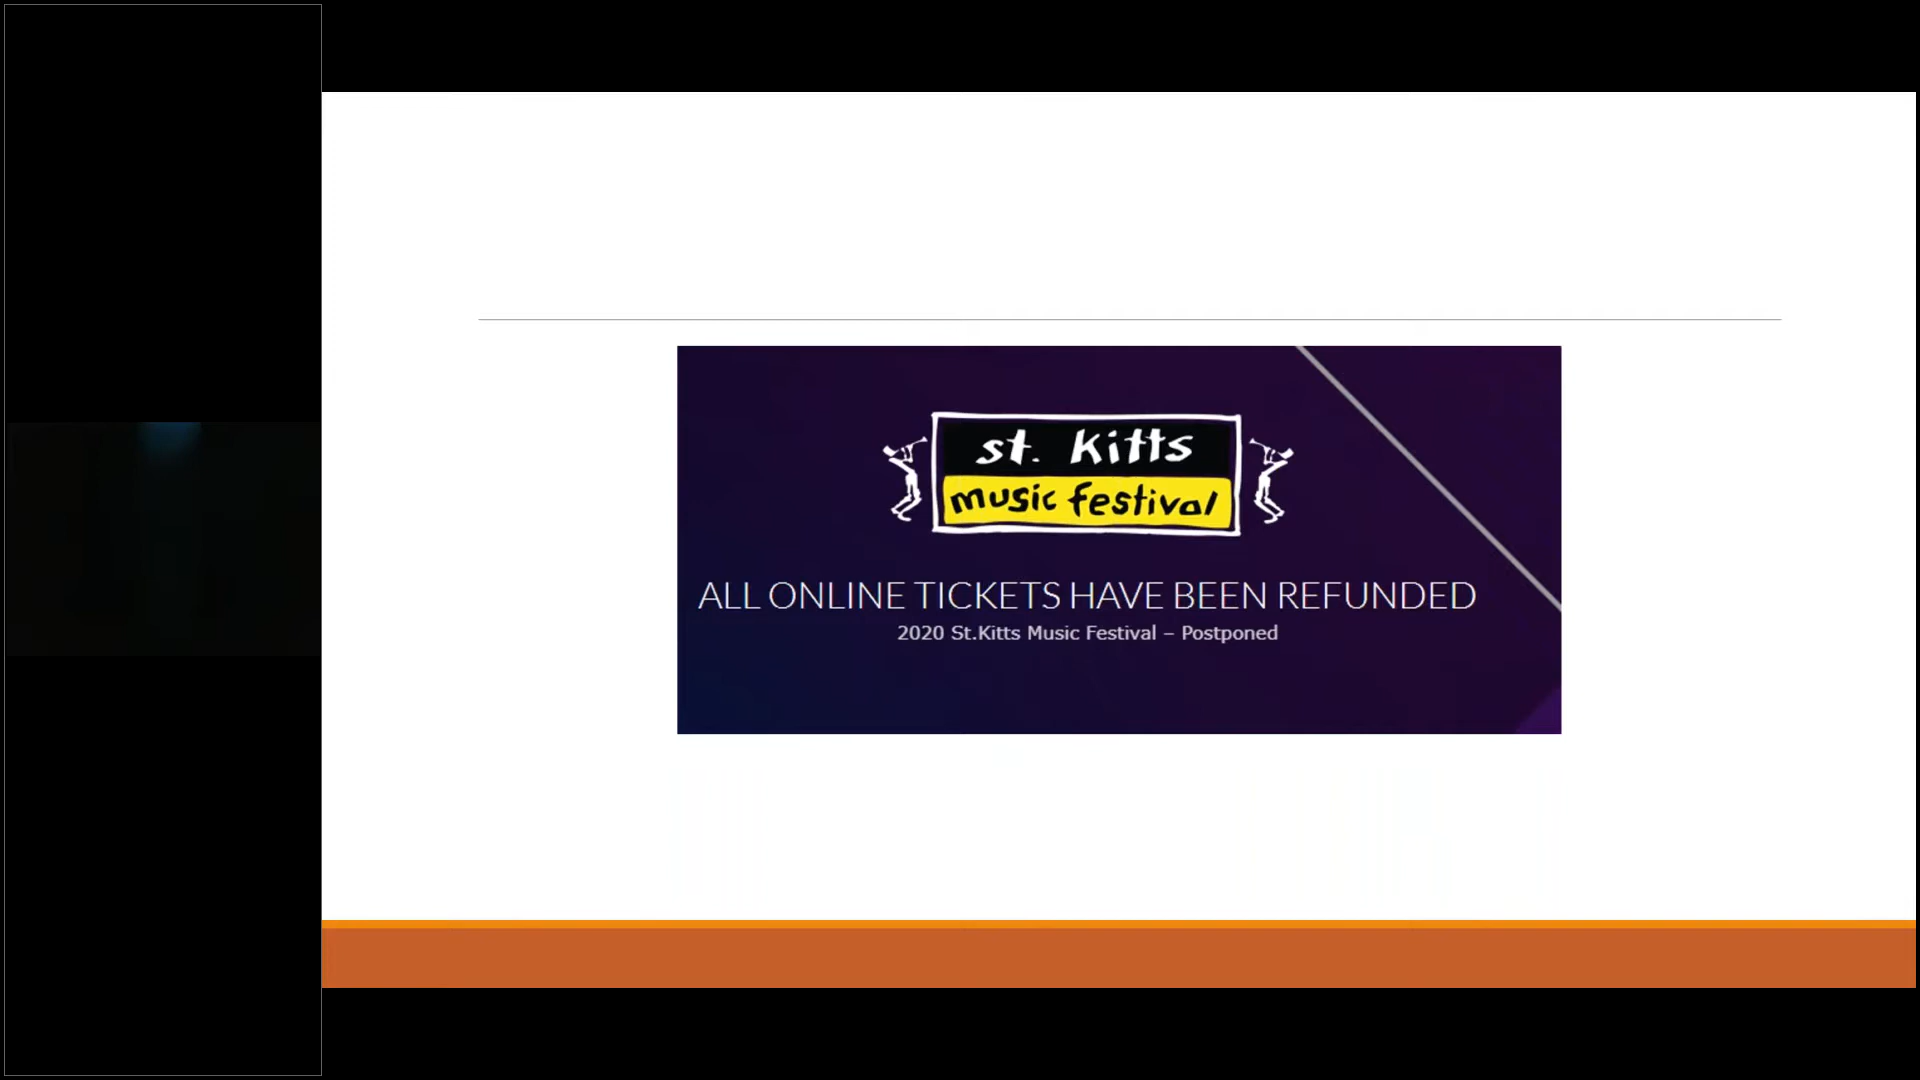 st. kitts
music festival
ALL ONLINE TICKETS HAVE BEEN REFUNDED
2020 St.Kitts Music Festival – Postponed